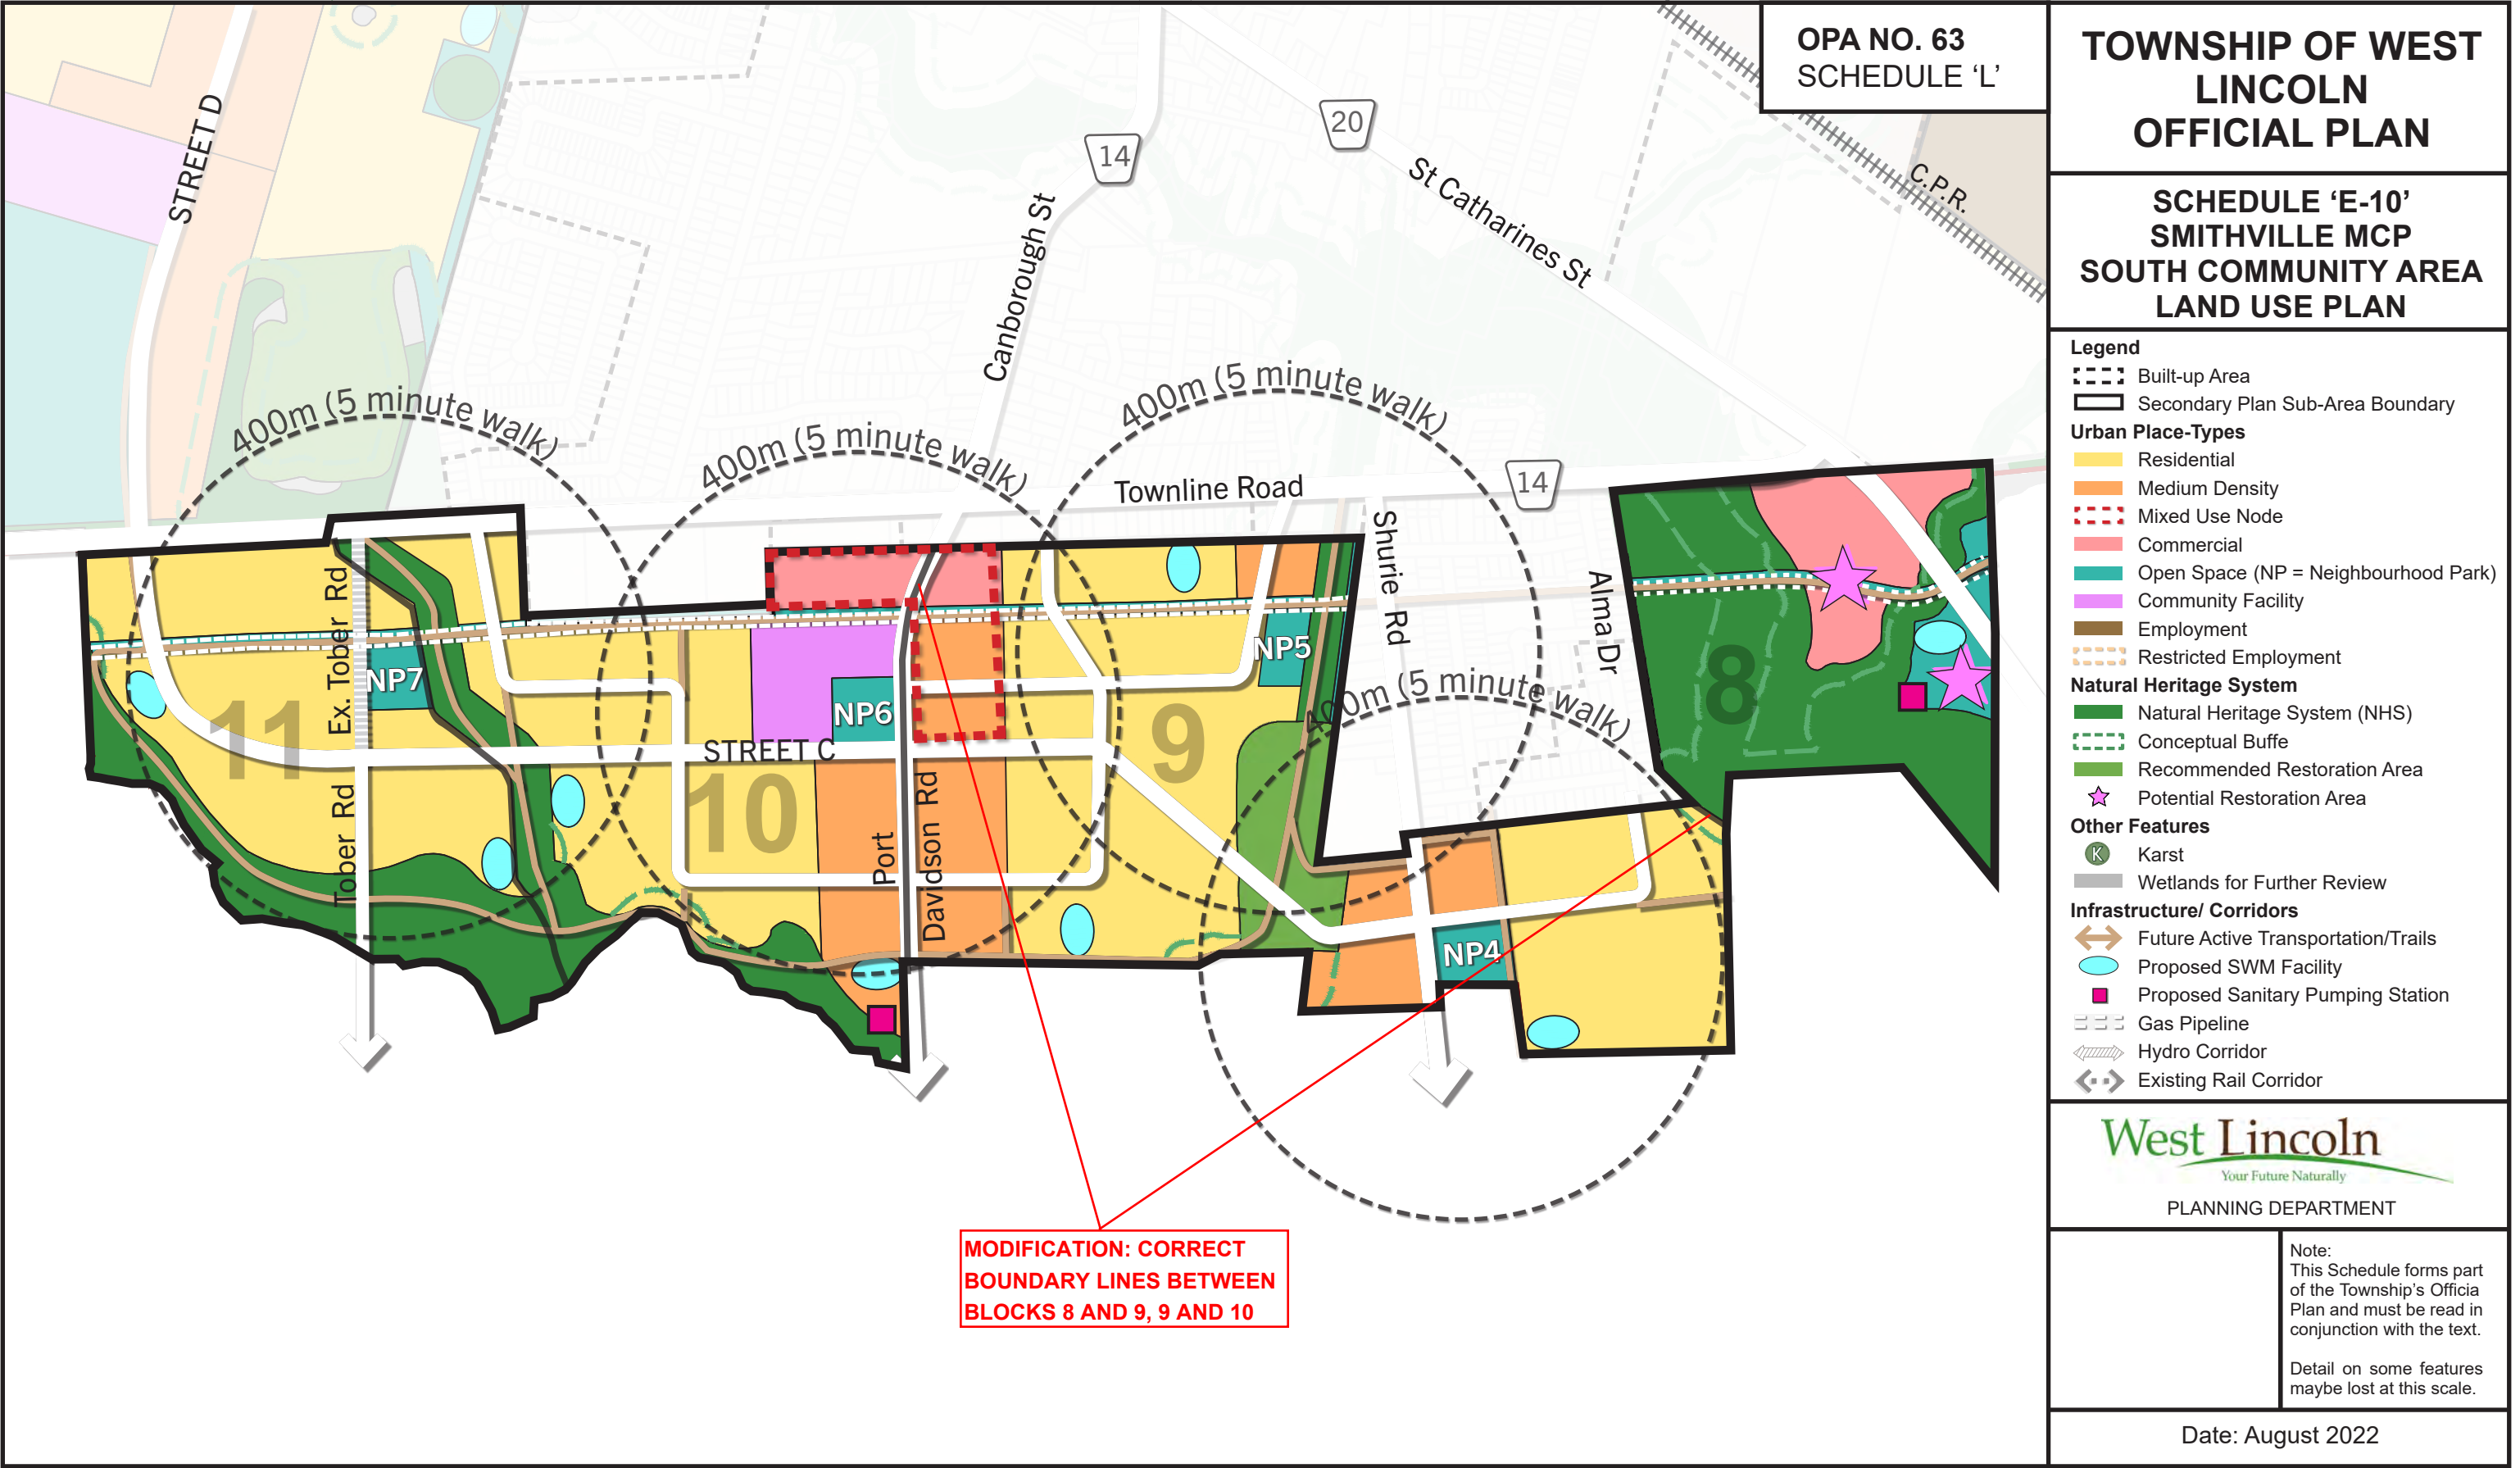 OPA NO. 63
SCHEDULE ‘L’
TOWNSHIP OF WEST
LINCOLN
OFFICIAL PLAN
SCHEDULE ‘E-10’
SMITHVILLE MCP
SOUTH COMMUNITY AREA
LAND USE PLAN
Legend
Built-up Area
Secondary Plan Sub-Area Boundary
Urban Place-Types
Residential
Medium Density
Mixed Use Node
Commercial
Open Space (NP = Neighbourhood Park)
Community Facility
Employment
Restricted Employment
Natural Heritage System
Natural Heritage System (NHS)
Conceptual Buffe
Recommended Restoration Area
Potential Restoration Area
Other Features
K
Karst
Wetlands for Further Review
Infrastructure/ Corridors
Future Active Transportation/Trails
Proposed SWM Facility
Proposed Sanitary Pumping Station
Gas Pipeline
Hydro Corridor
Existing Rail Corridor
West Lincoln
Your Future Naturally
PLANNING DEPARTMENT
Note:
This Schedule forms part
of the Township’s Officia
Plan and must be read in
conjunction with the text.
Detail on some features
maybe lost at this scale.
Date: August 2022
STREET D
14
20
Canborough St
St Catharines St
C.P.R.
400m (5 minute walk)
400m (5 minute walk)
400m (5 minute walk)
400m (5 minute walk)
Townline Road
14
Shurie Rd
Alma Dr
Ex. Tober Rd
Tober Rd
NP7
NP6
NP5
NP4
STREET C
Port
Davidson Rd
11
10
9
8
MODIFICATION: CORRECT
BOUNDARY LINES BETWEEN
BLOCKS 8 AND 9, 9 AND 10